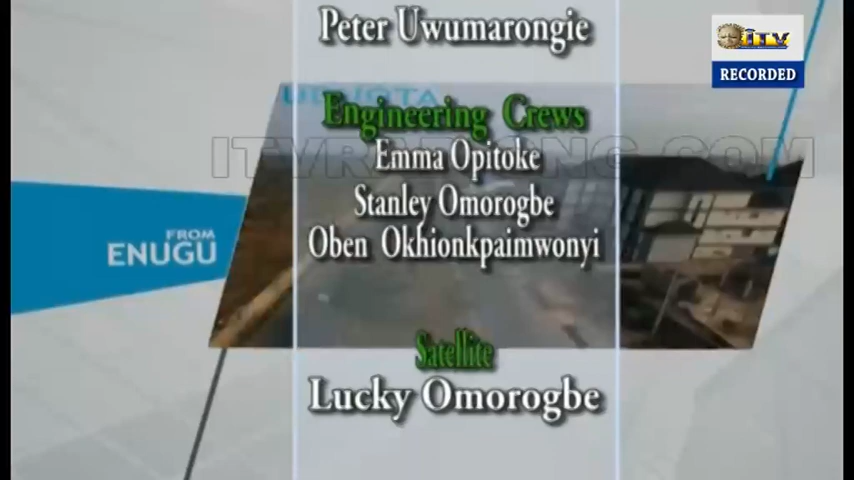 Peter Uwumarongie
iTV
RECORDED
Engineering Crews
Emma Opitoke
Stanley Omorogbe
Oben Okhionkpaimwonyi
FROM
ENUGU
Satellite
Lucky Omorogbe